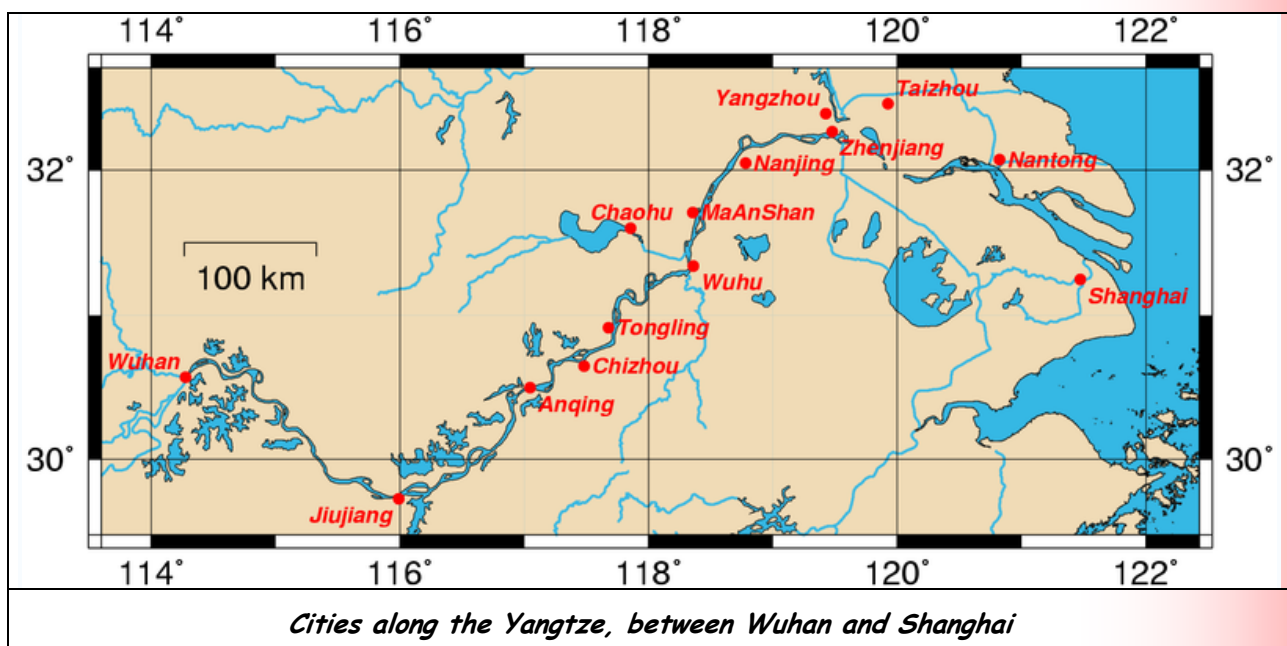 114° 116° 118° 120° 122°
Taizhou
Yangzhou
Zhenjiang
32° Nanjing Nantong 32°
Chaohu MaAnShan
100 km
Wuhu
Shanghai
Tongling
Wuhan
Chizhou
Anqing
30° 30°
Jiujiang
114° 116° 118° 120° 122°
Cities along the Yangtze, between Wuhan and Shanghai